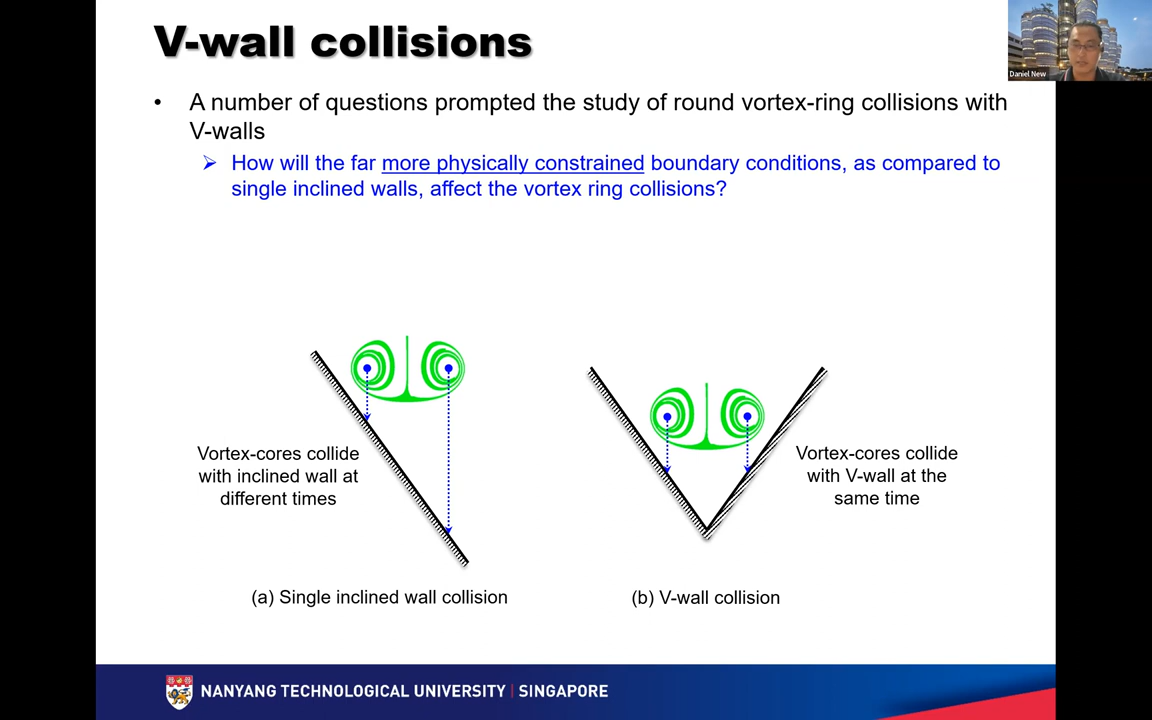 V-wall collisions
Daniel New
• A number of questions prompted the study of round vortex-ring collisions with
V-walls
➢ How will the far more physically constrained boundary conditions, as compared to
single inclined walls, affect the vortex ring collisions?
Vortex-cores collide
with inclined wall at
different times
Vortex-cores collide
with V-wall at the
same time
(a) Single inclined wall collision
(b) V-wall collision
NANYANG TECHNOLOGICAL UNIVERSITY | SINGAPORE